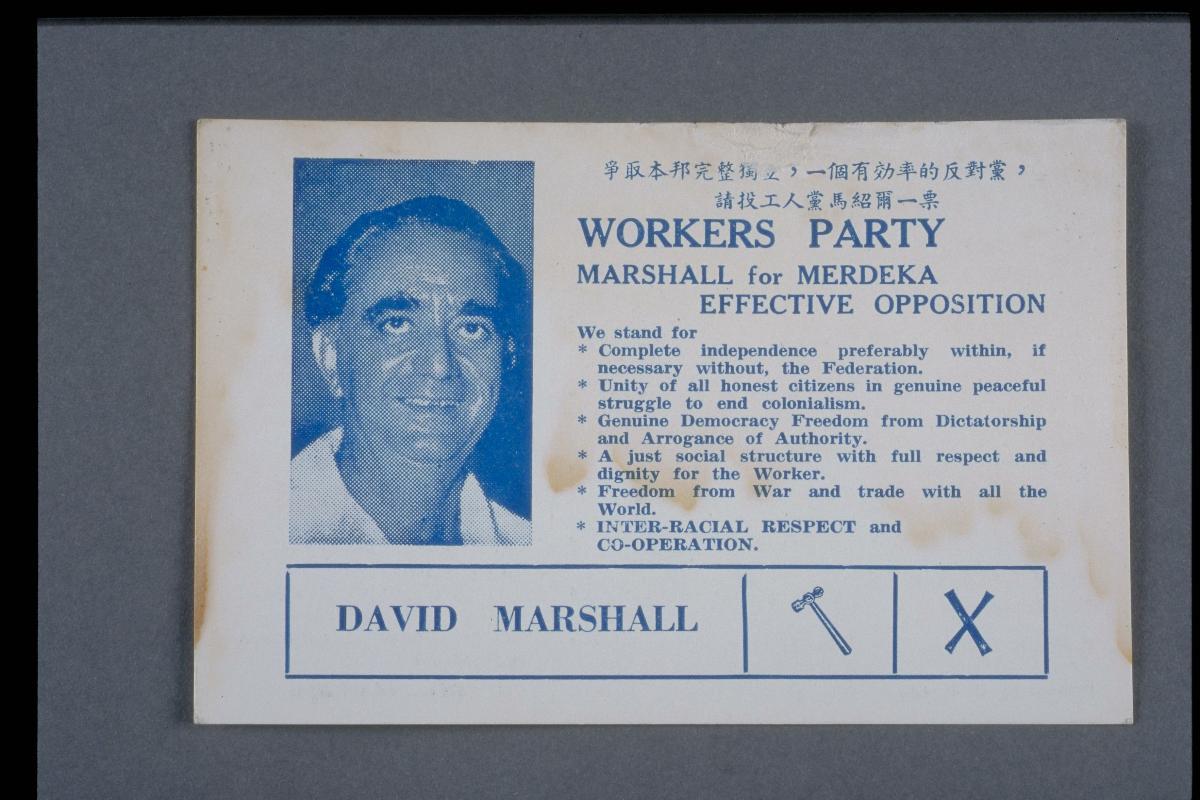 爭取本邦完整獨立，一個有効率的反對黨，
請投工人黨馬紹爾一票
WORKERS PARTY
MARSHALL for MERDEKA
EFFECTIVE OPPOSITION
We stand for
* Complete independence preferably within, if
necessary without, the Federation.
* Unity of all honest citizens in genuine peaceful
struggle to end colonialism.
* Genuine Democracy Freedom from Dictatorship
and Arrogance of Authority.
* A just social structure with full respect and
dignity for the Worker.
* Freedom from War and trade with all the
World.
* INTER-RACIAL RESPECT and
CO-OPERATION.
DAVID MARSHALL X